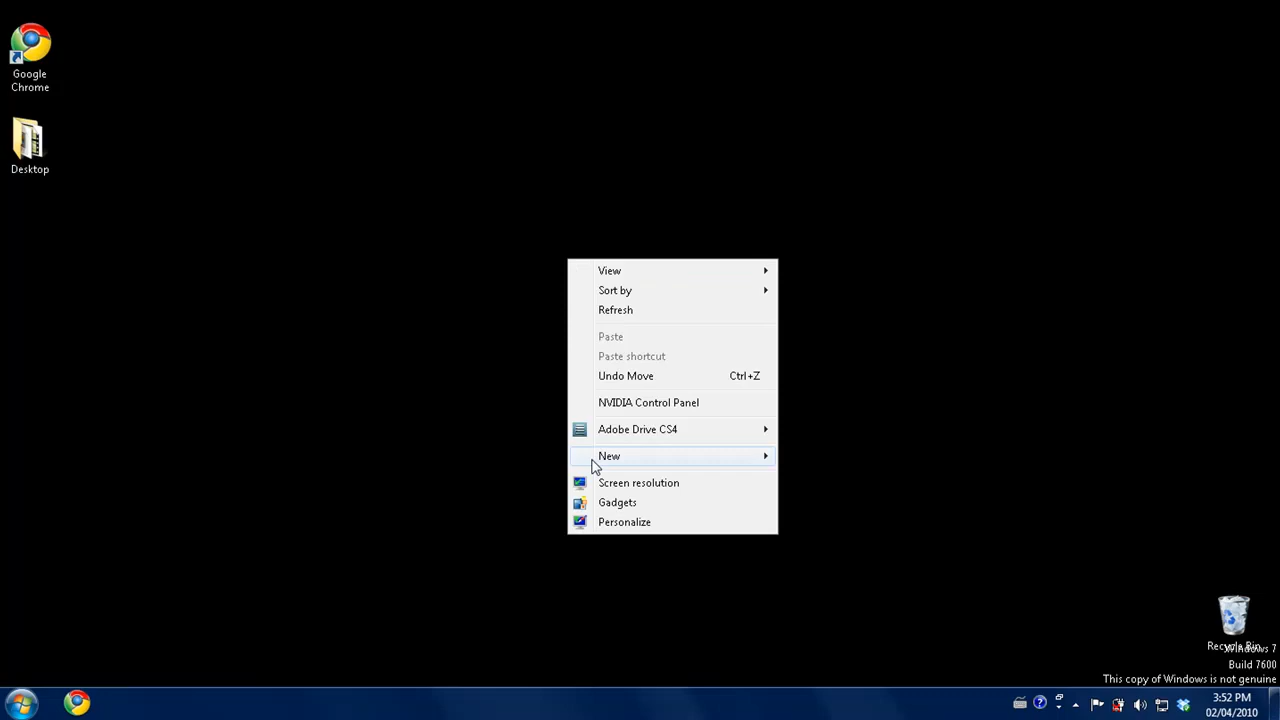 Google
Chrome
Desktop
View
Sort by
Refresh
Paste
Paste shortcut
Undo Move Ctrl+Z
NVIDIA Control Panel
Adobe Drive CS4
New
Screen resolution
Gadgets
Personalize
Recycle Bin
Windows 7
Build 7600
This copy of Windows is not genuine
3:52 PM
02/04/2010